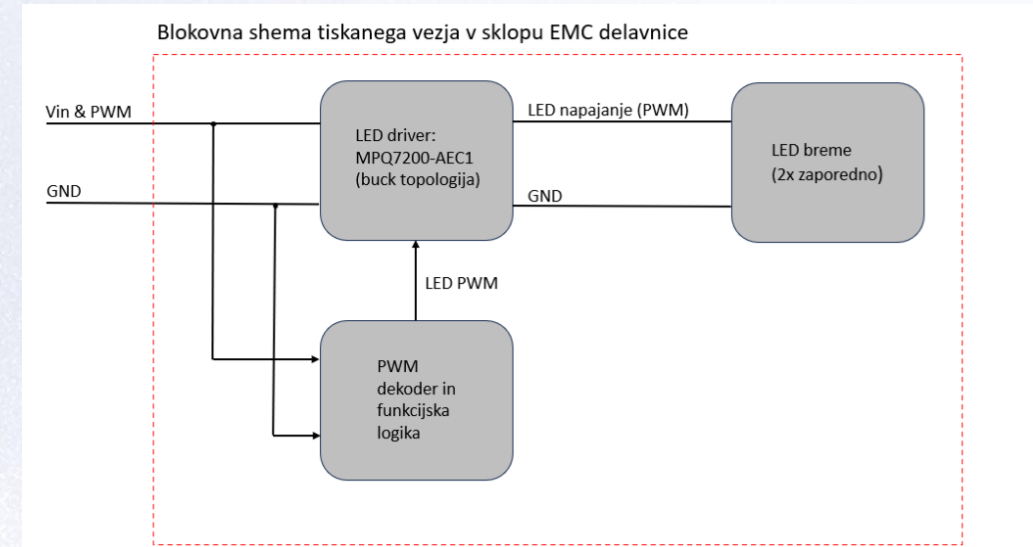 Blokovna shema tiskanega vezja v sklopu EMC delavnice
Vin & PWM
GND
LED driver:
MPQ7200-AEC1
(buck topologija)
LED napajanje (PWM)
GND
LED breme
(2x zaporedno)
LED PWM
PWM
dekoder in
funkcijska
logika